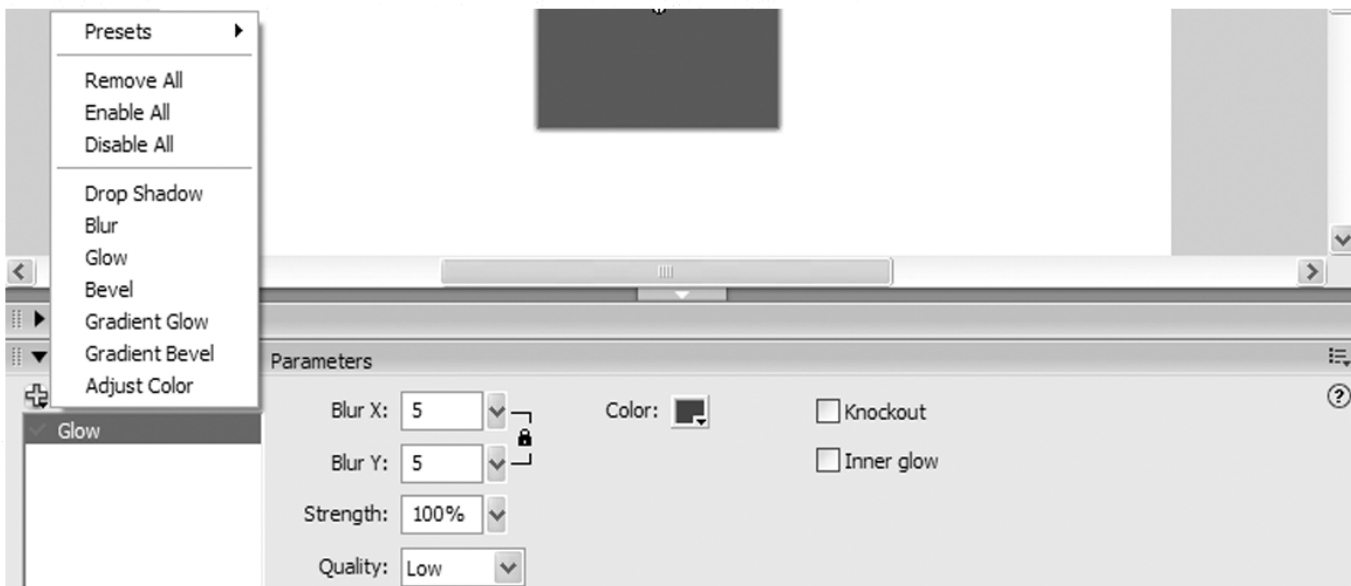 Presets
Remove All
Enable All
Disable All
Drop Shadow
Blur
Glow
Bevel
Gradient Glow
Gradient Bevel
Adjust Color
Glow
Parameters
Blur X: 5
Color:
Knockout
Blur Y: 5
Inner glow
Strength: 100%
Quality: Low